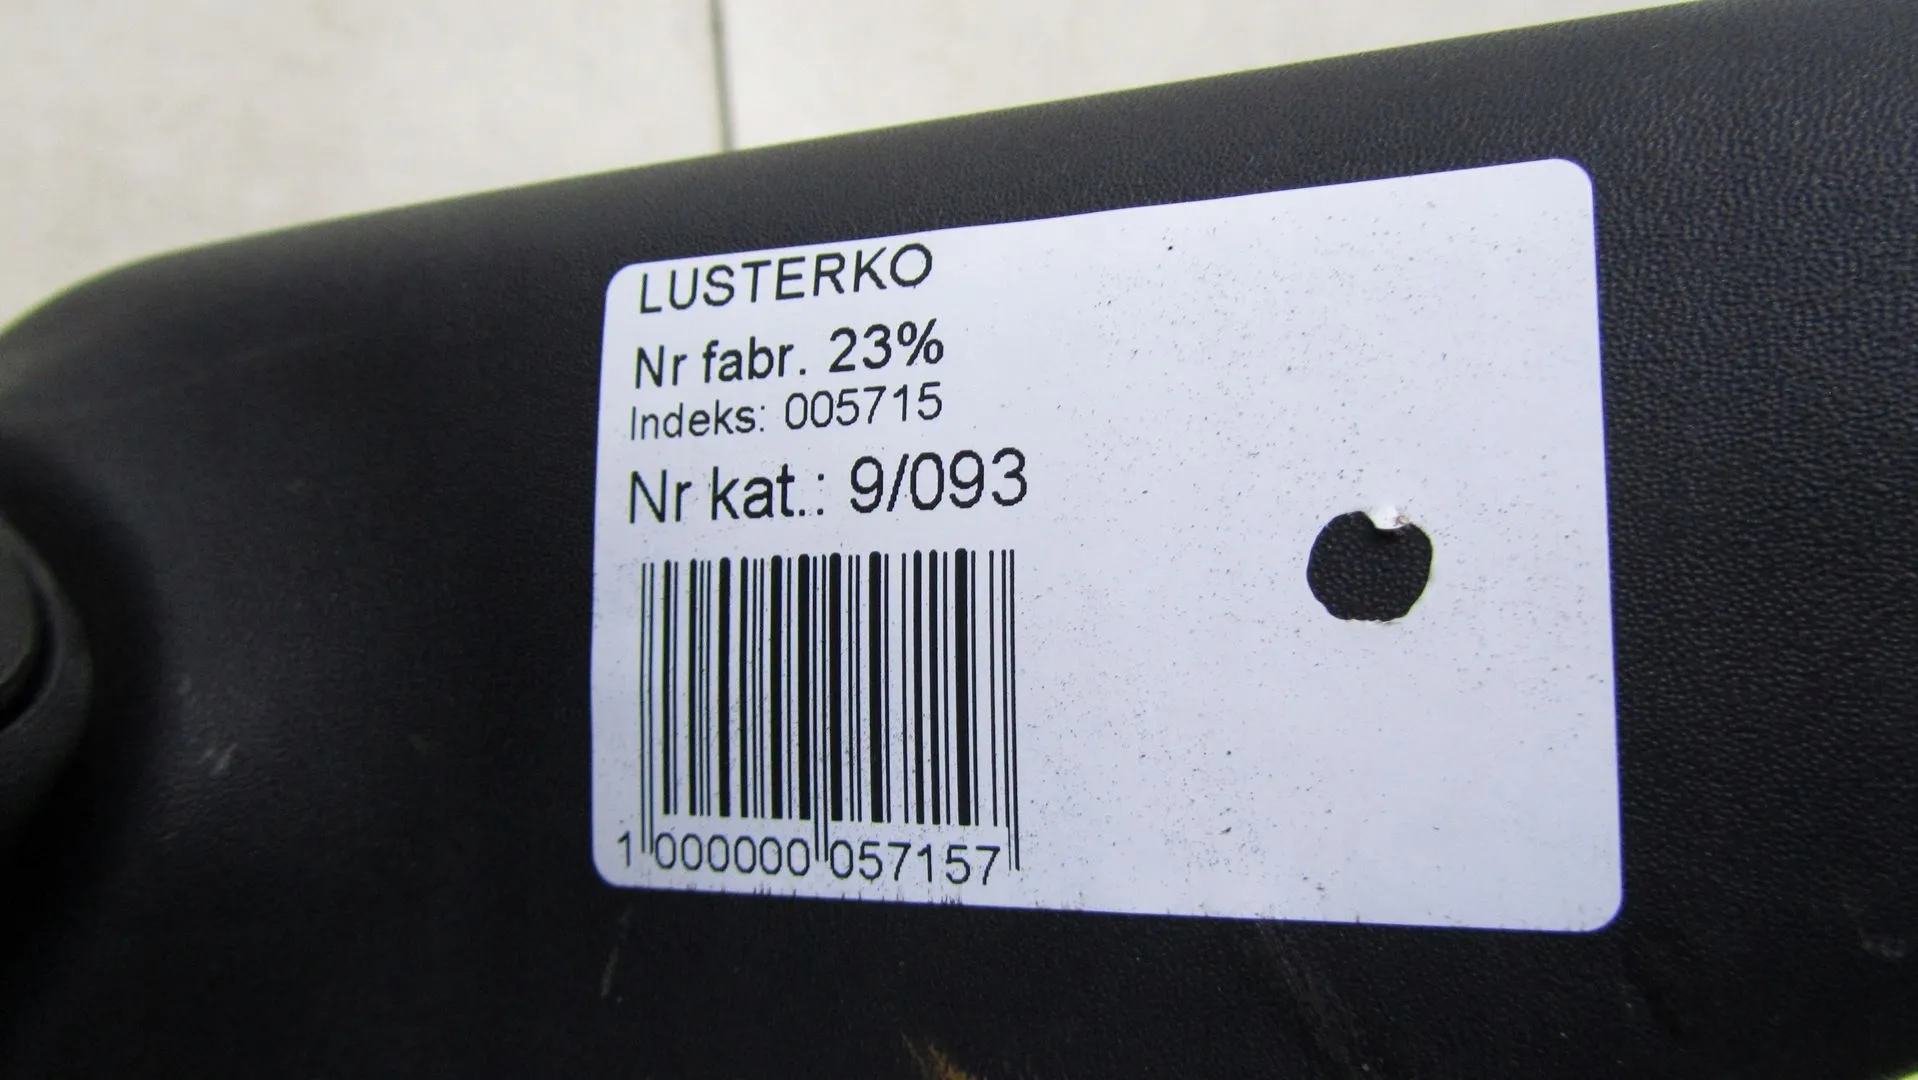 LUSTERKO
Nr fabr. 23%
Indeks: 005715
Nr kat.: 9/093
1 000000 057157